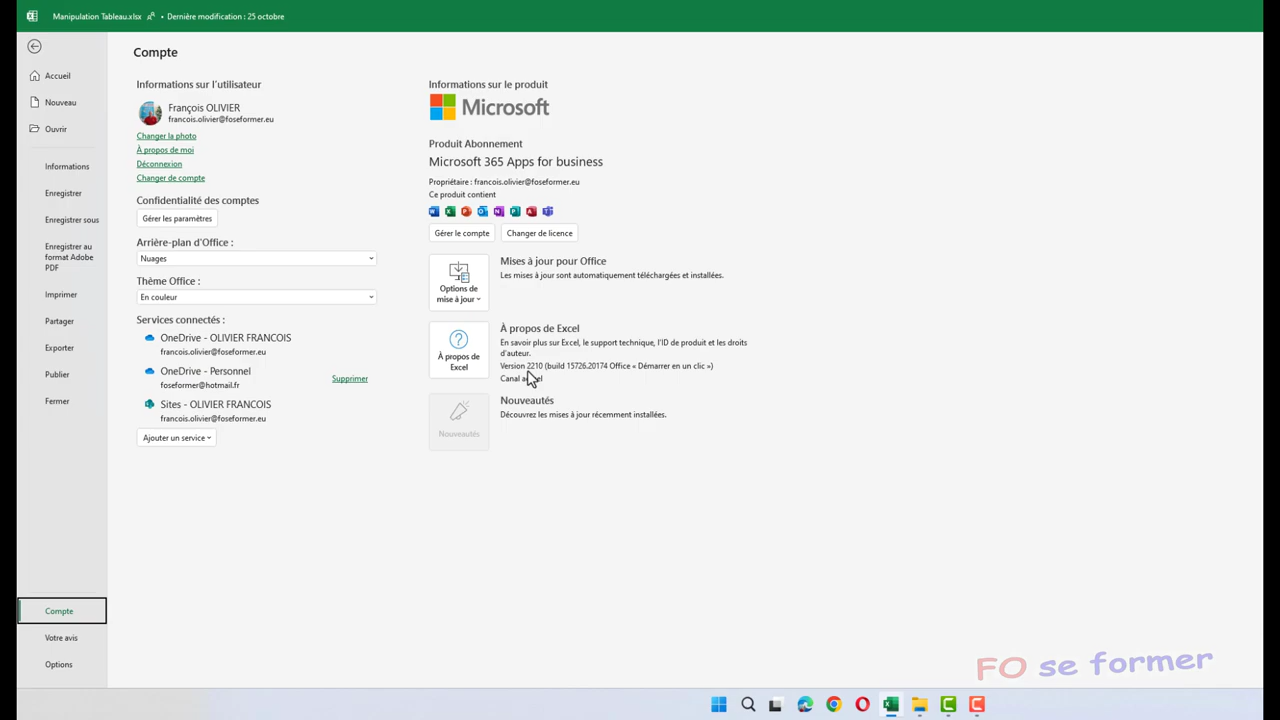 Manipulation Tableau.xlsx • Dernière modification : 25 octobre
Compte
Accueil
Nouveau
Ouvrir
Informations
Enregistrer
Enregistrer sous
Enregistrer au
format Adobe
PDF
Imprimer
Partager
Exporter
Publier
Fermer
Compte
Votre avis
Options
Informations sur l'utilisateur
François OLIVIER
francois.olivier@foseformer.eu
Changer la photo
À propos de moi
Déconnexion
Changer de compte
Confidentialité des comptes
Gérer les paramètres
Arrière-plan d'Office :
Nuages
Thème Office :
En couleur
Services connectés :
OneDrive - OLIVIER FRANCOIS
francois.olivier@foseformer.eu
OneDrive - Personnel
foseformer@hotmail.fr
Supprimer
Sites - OLIVIER FRANCOIS
francois.olivier@foseformer.eu
Ajouter un service
Informations sur le produit
Microsoft
Produit Abonnement
Microsoft 365 Apps for business
Propriétaire : francois.olivier@foseformer.eu
Ce produit contient
Gérer le compte
Changer de licence
Options de
mise à jour
Mises à jour pour Office
Les mises à jour sont automatiquement téléchargées et installées.
À propos de
Excel
À propos de Excel
En savoir plus sur Excel, le support technique, l'ID de produit et les droits
d'auteur.
Version 2210 (build 15726.20174 Office « Démarrer en un clic »)
Canal
Nouveautés
Nouveautés
Découvrez les mises à jour récemment installées.
FO se former